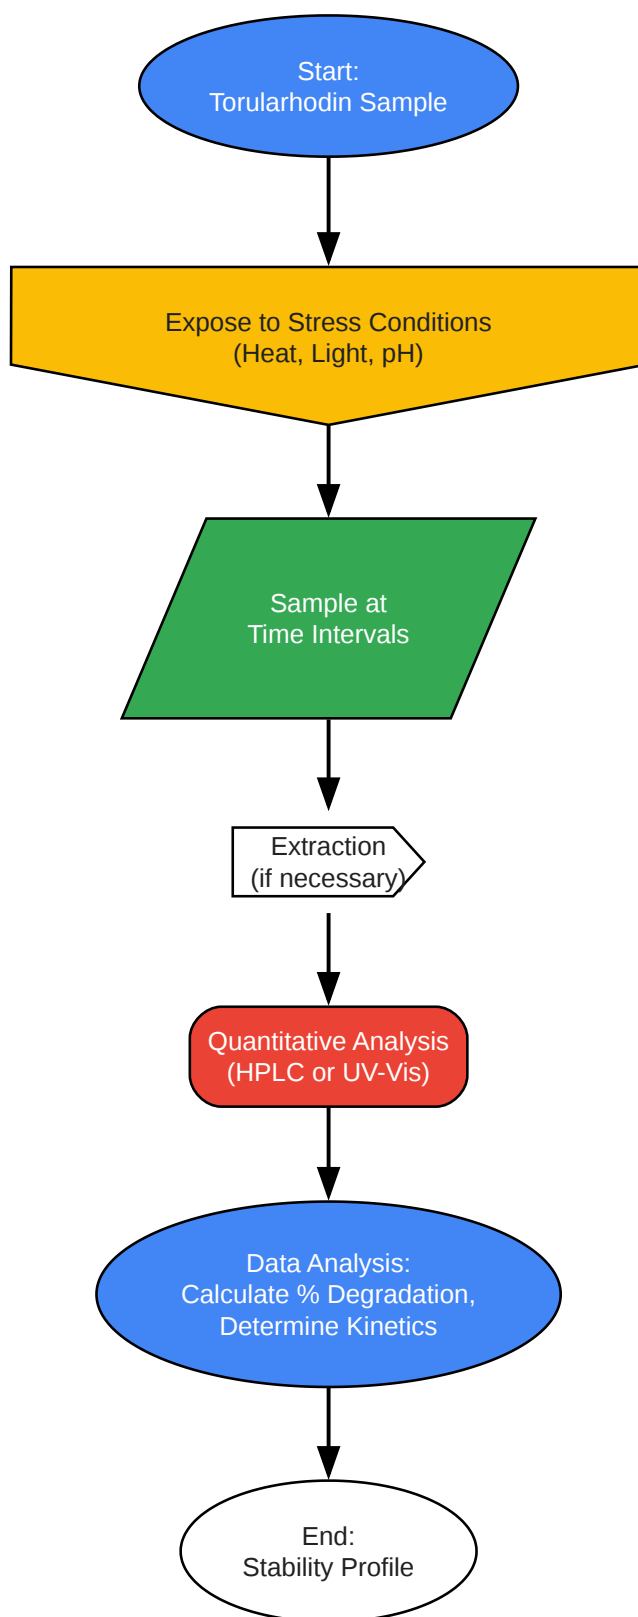 Start:
Torularhodin Sample
Expose to Stress Conditions
(Heat, Light, pH)
Sample at
Time Intervals
Extraction
(if necessary)
Quantitative Analysis
(HPLC or UV-Vis)
Data Analysis:
Calculate % Degradation,
Determine Kinetics
End:
Stability Profile